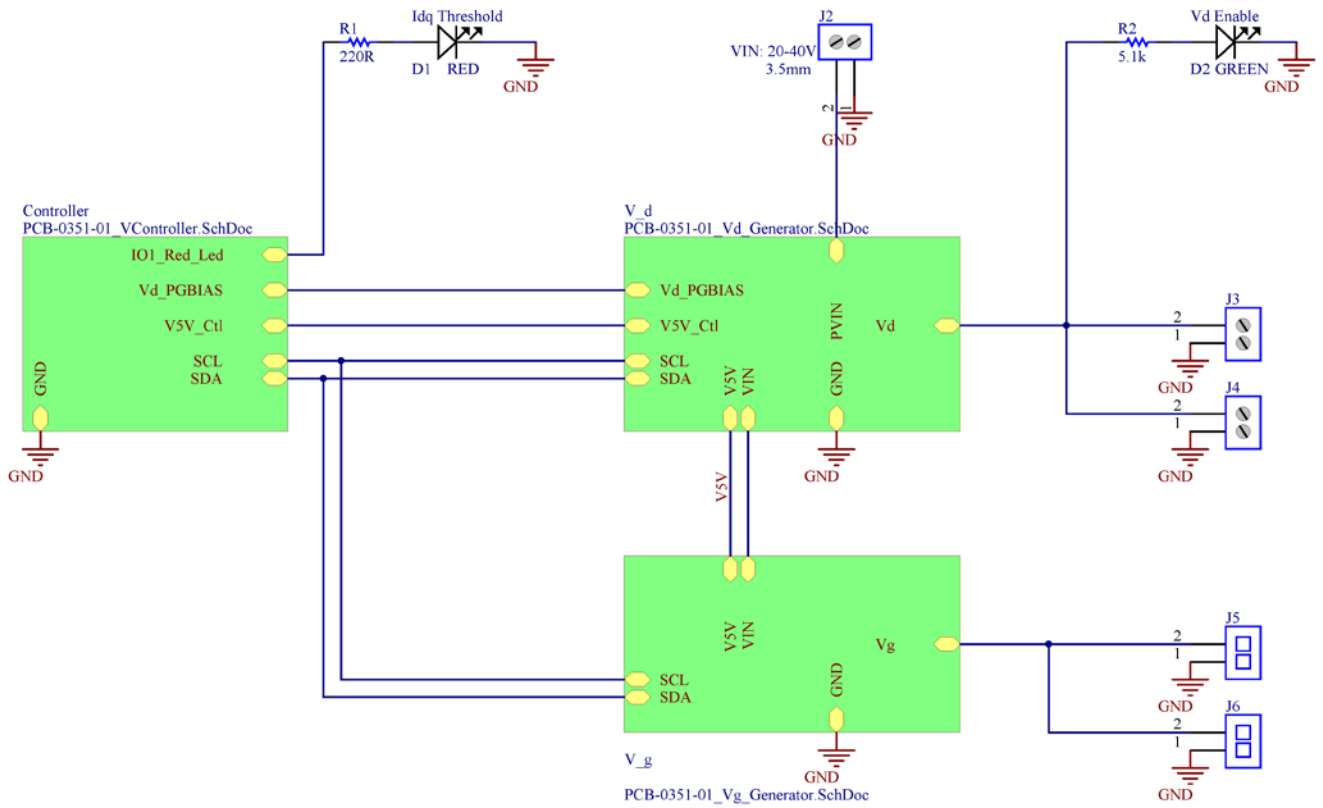 Idq Threshold
R1
220R
D1 RED
GND
J2
VIN: 20-40V
3.5mm
2
1
GND
Vd Enable
R2
5.1k
D2 GREEN
GND
Controller
PCB-0351-01_VController.SchDoc
IO1_Red_Led
Vd_PGBIAS
V5V_Ctl
SCL
SDA
GND
GND
V_d
PCB-0351-01_Vd_Generator.SchDoc
Vd_PGBIAS
V5V_Ctl
SCL
SDA
V5V
VIN
PVIN
GND
Vd
GND
J3
2
1
GND
J4
2
1
GND
V5V
V5V
VIN
Vg
SCL
SDA
GND
GND
V_g
PCB-0351-01_Vg_Generator.SchDoc
J5
2
1
GND
J6
2
1
GND